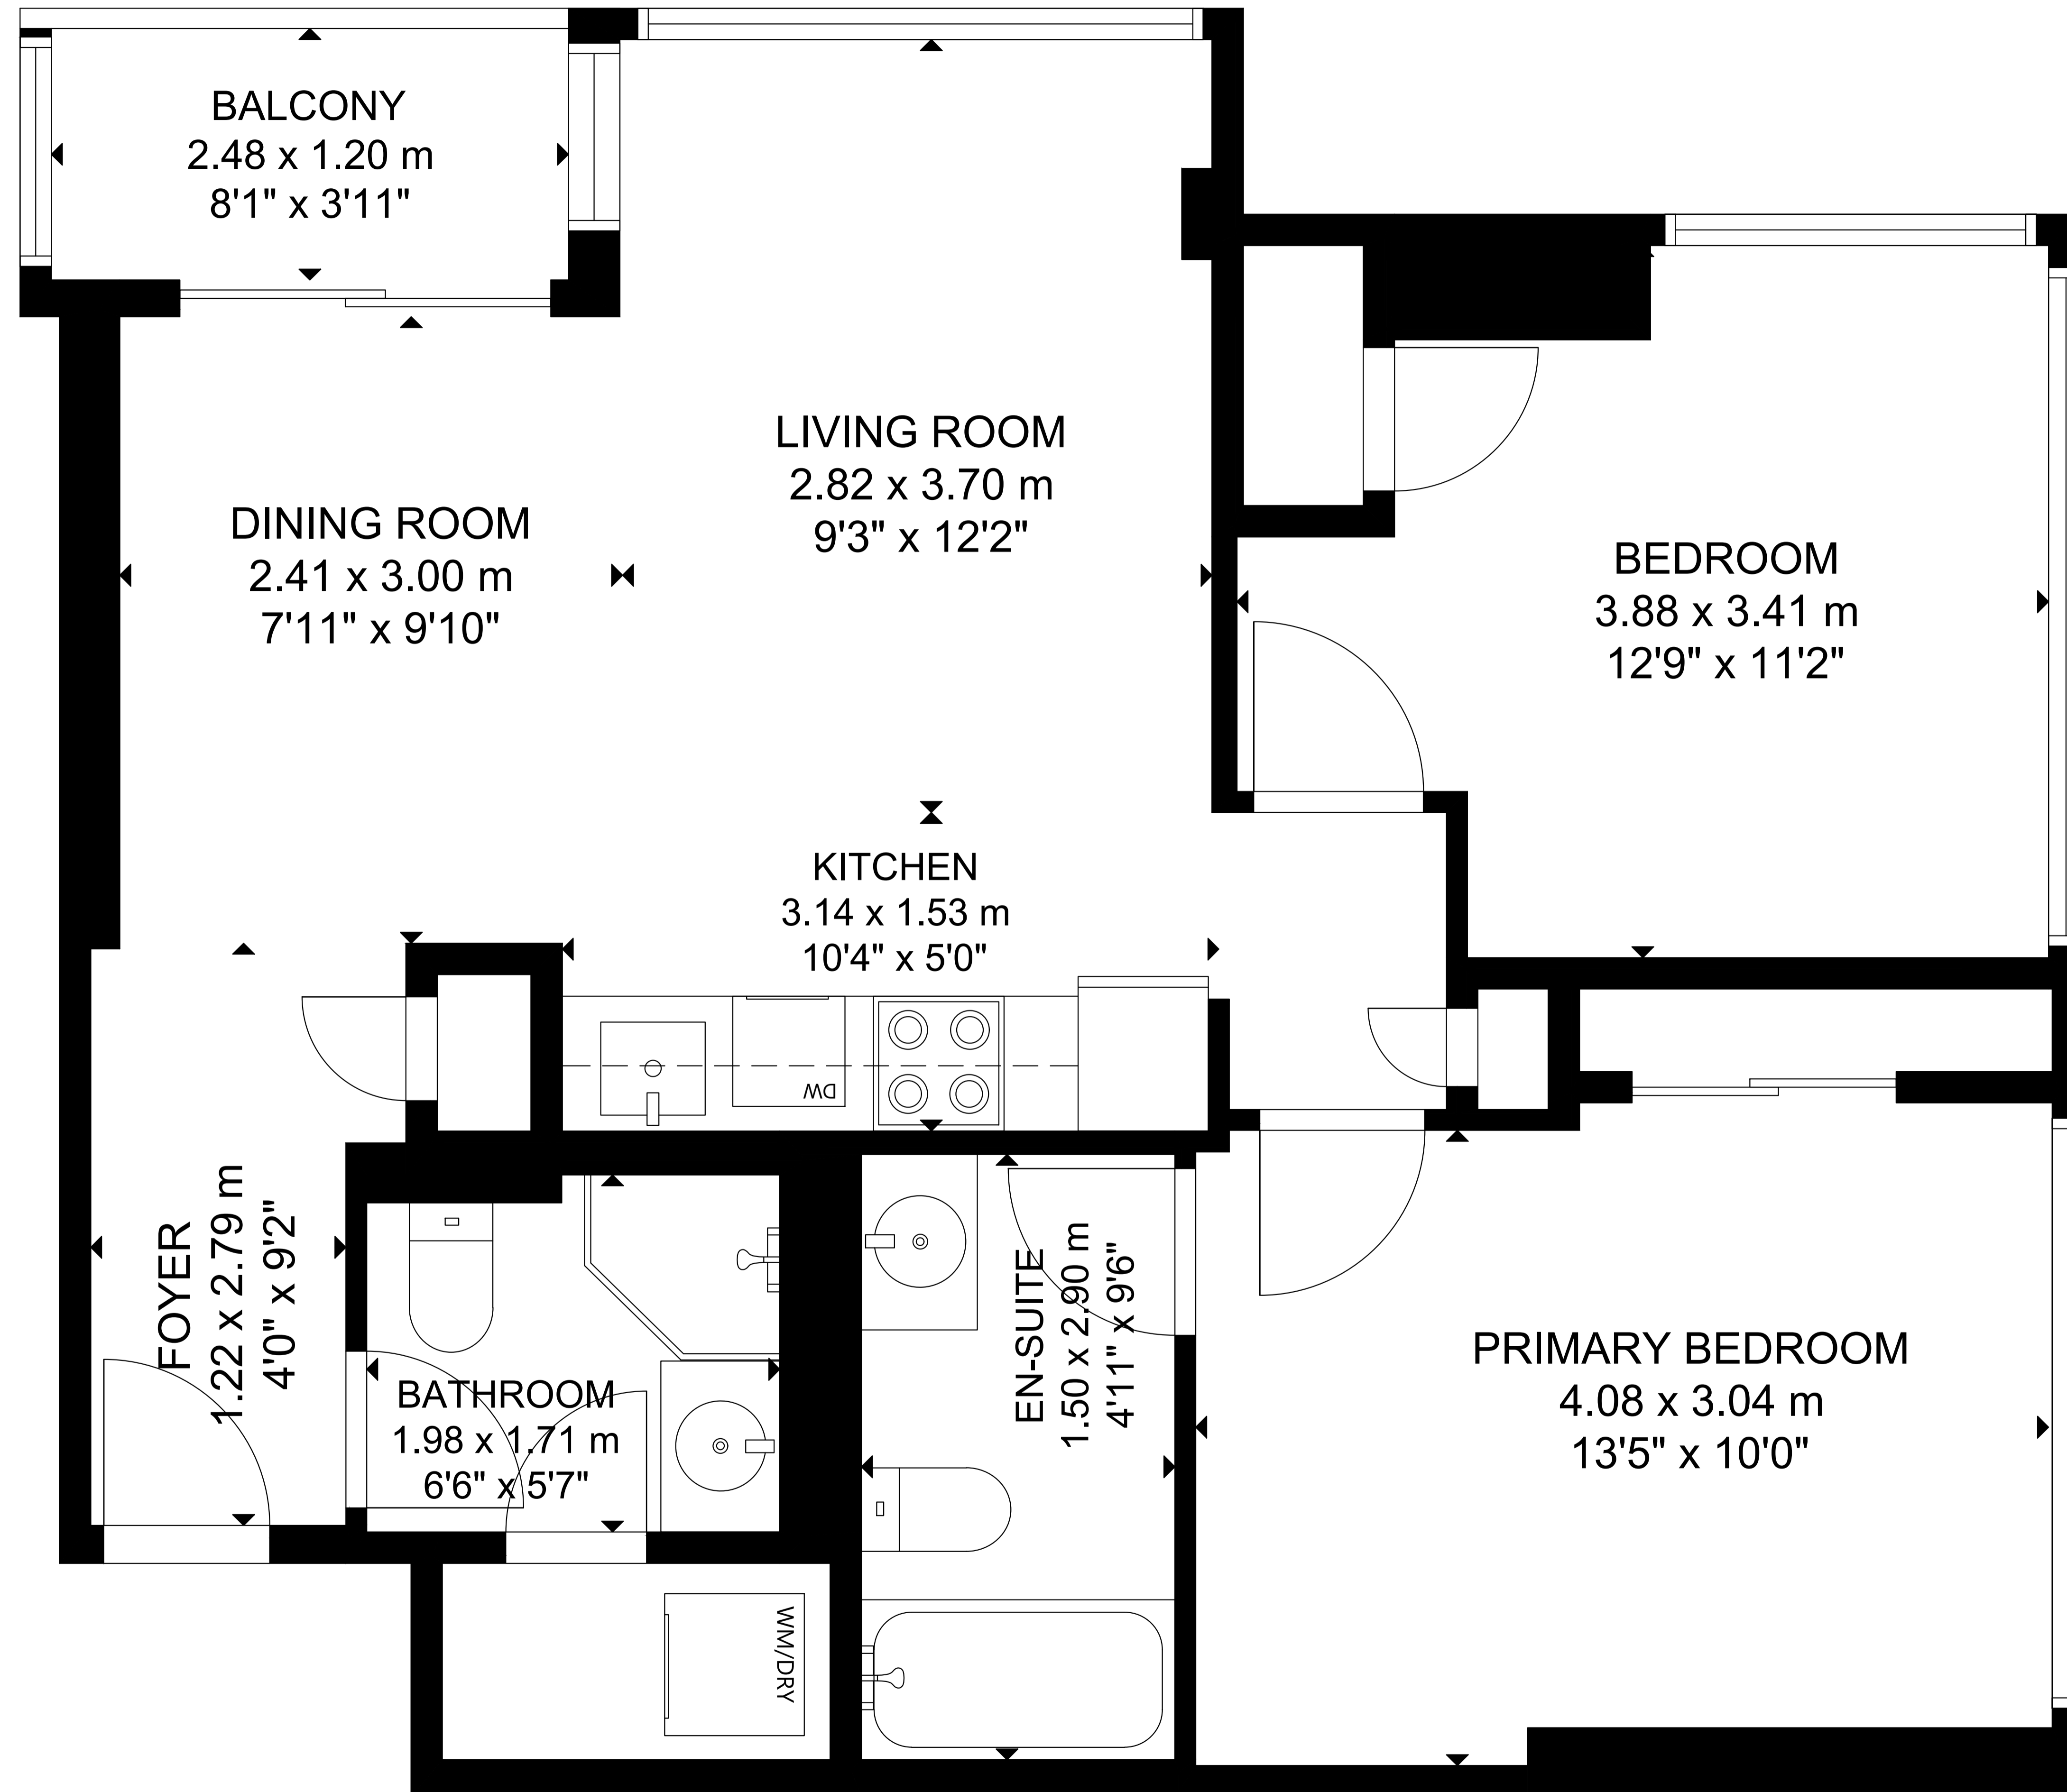 BALCONY
2.48 x 1.20 m
8'1" x 3'11"
LIVING ROOM
2.82 x 3.70 m
9'3" x 12'2"
DINING ROOM
2.41 x 3.00 m
7'11" x 9'10"
BEDROOM
3.88 x 3.41 m
12'9" x 11'2"
KITCHEN
3.14 x 1.53 m
10'4" x 5'0"
DW
FOYER
1.22 x 2.79 m
4'0" x 9'2"
BATHROOM
1.98 x 1.71 m
6'6" x 5'7"
EN-SUITE
1.50 x 2.90 m
4'11" x 9'6"
PRIMARY BEDROOM
4.08 x 3.04 m
13'5" x 10'0"
WM/DRY